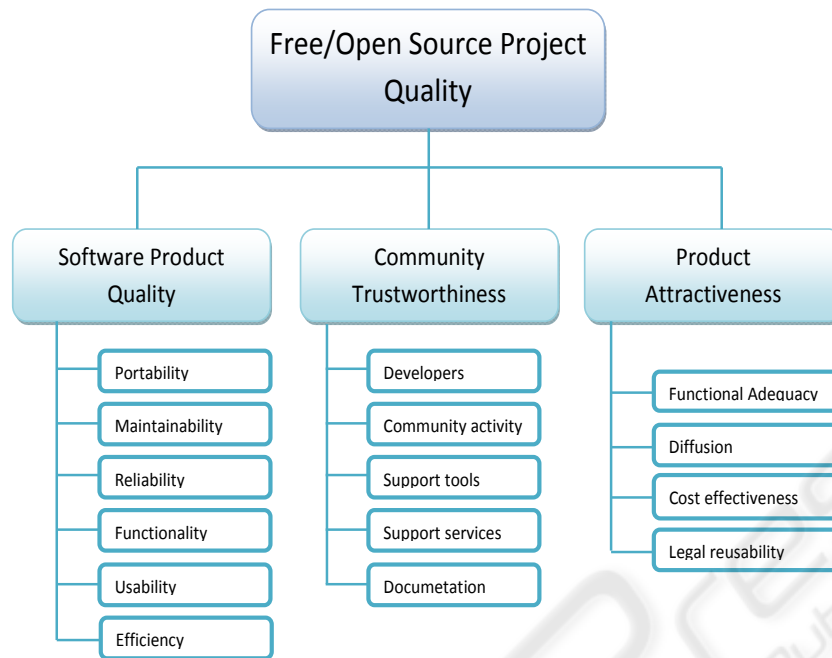 Free/Open Source Project
Quality
Software Product
Quality
Portability
Maintainability
Reliability
Functionality
Usability
Efficiency
Community
Trustworthiness
Developers
Community activity
Support tools
Support services
Documetation
Product
Attractiveness
Functional Adequacy
Diffusion
Cost effectiveness
Legal reusability